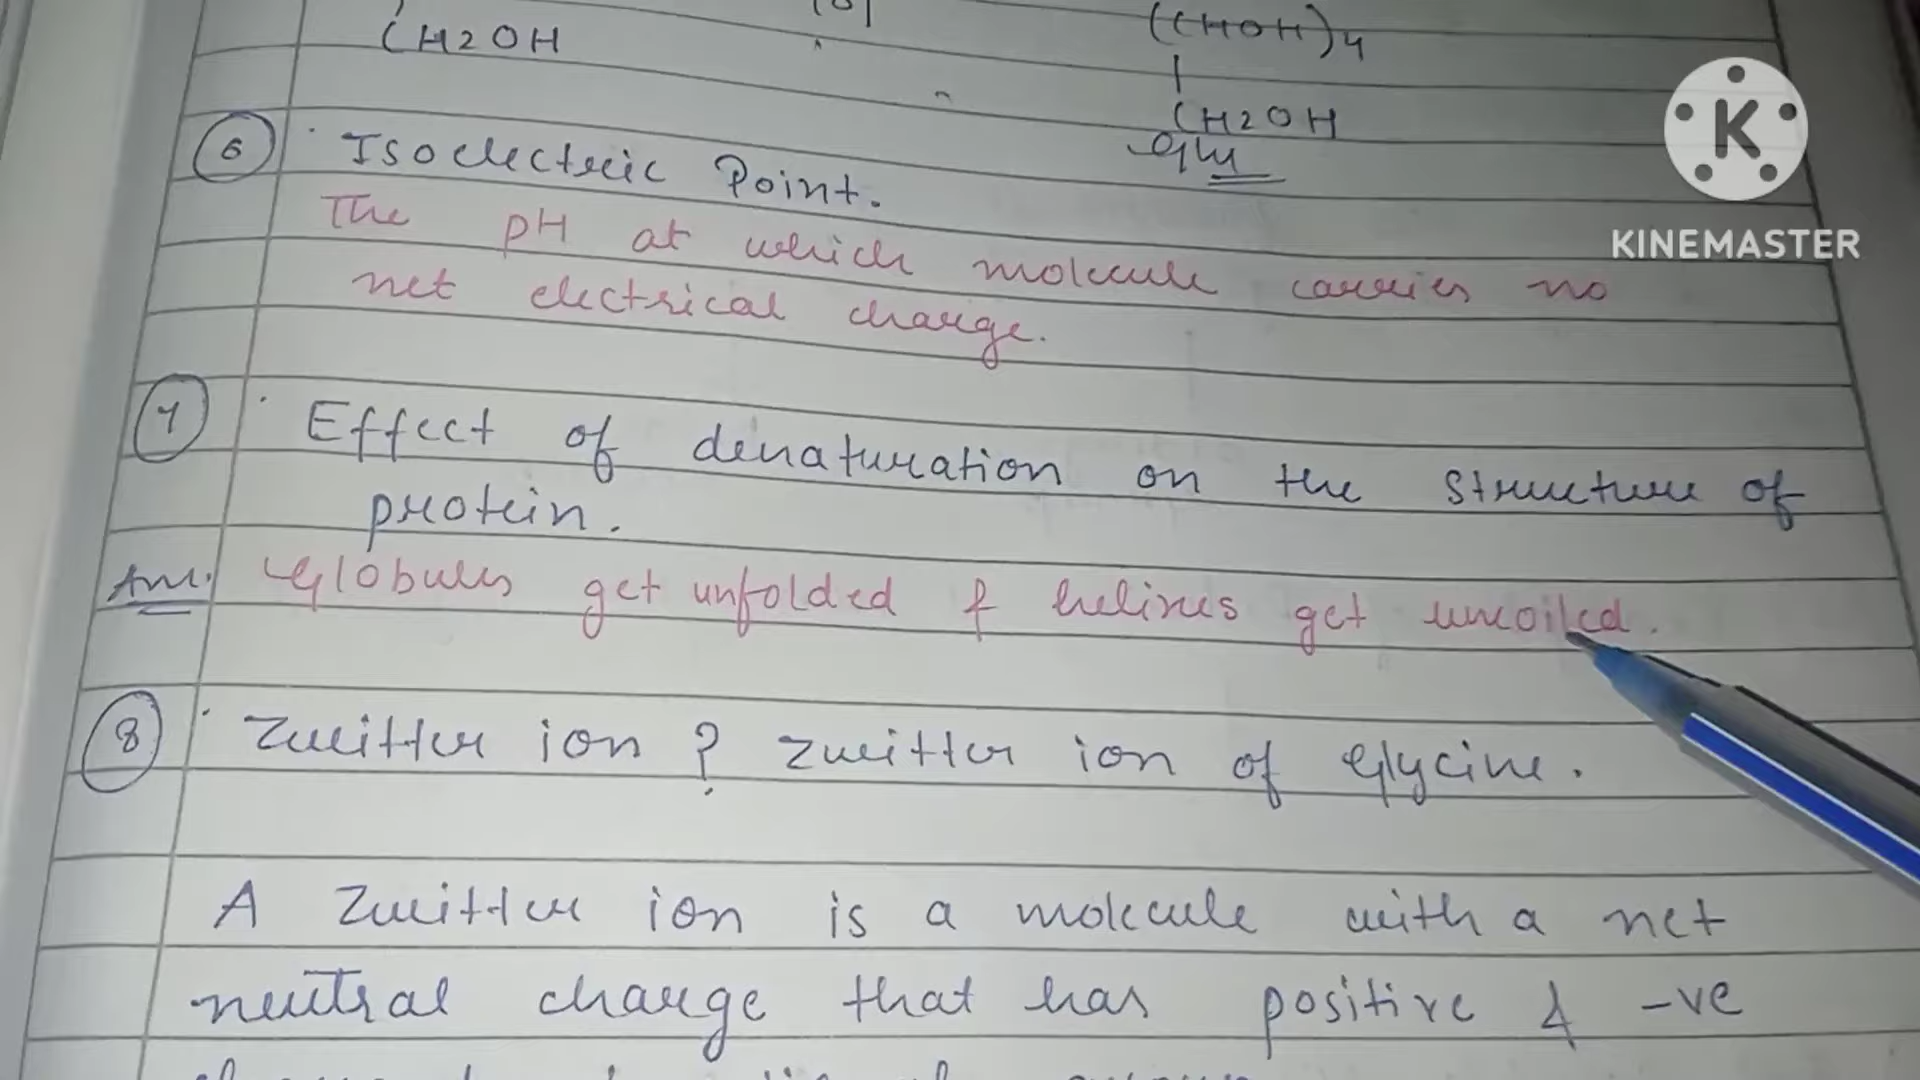 CH2OH
[O]
(CHOH)4
|
CH2OH
K
KINEMASTER
6 Isoelectric Point.
The pH at which molecule carries no
net electrical charge.
7 Effect of denaturation on the structure of
protein.
Ans. Globules get unfolded & helixes get uncoiled.
8 Zwitter ion ? Zwitter ion of Glycine.
A Zwitter ion is a molecule with a net
neutral charge that has positive & -ve